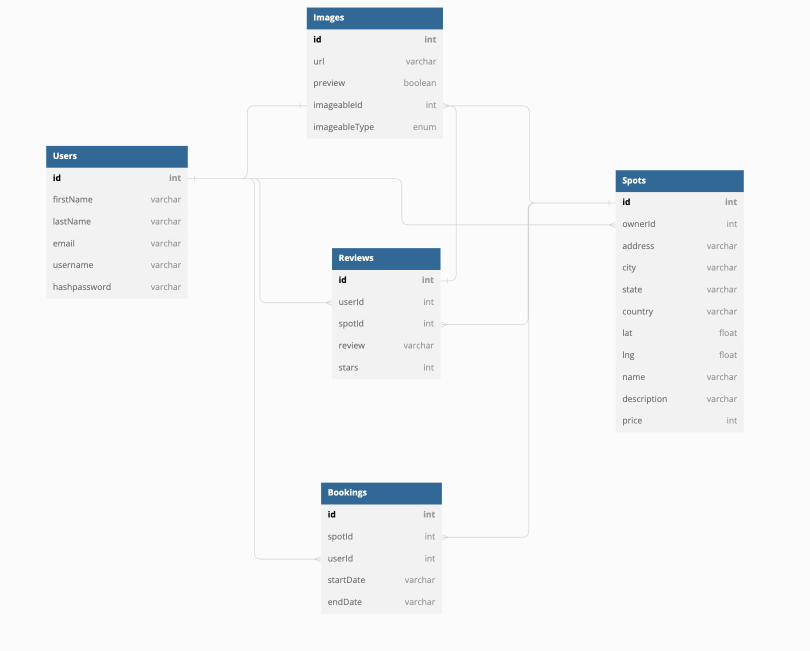 Images
id int
url varchar
preview boolean
imageableId int
imageableType enum
Users
id int
firstName varchar
lastName varchar
email varchar
username varchar
hashpassword varchar
Spots
id int
ownerId int
address varchar
city varchar
state varchar
country varchar
lat float
lng float
name varchar
description varchar
price int
Reviews
id int
userId int
spotId int
review varchar
stars int
Bookings
id int
spotId int
userId int
startDate varchar
endDate varchar